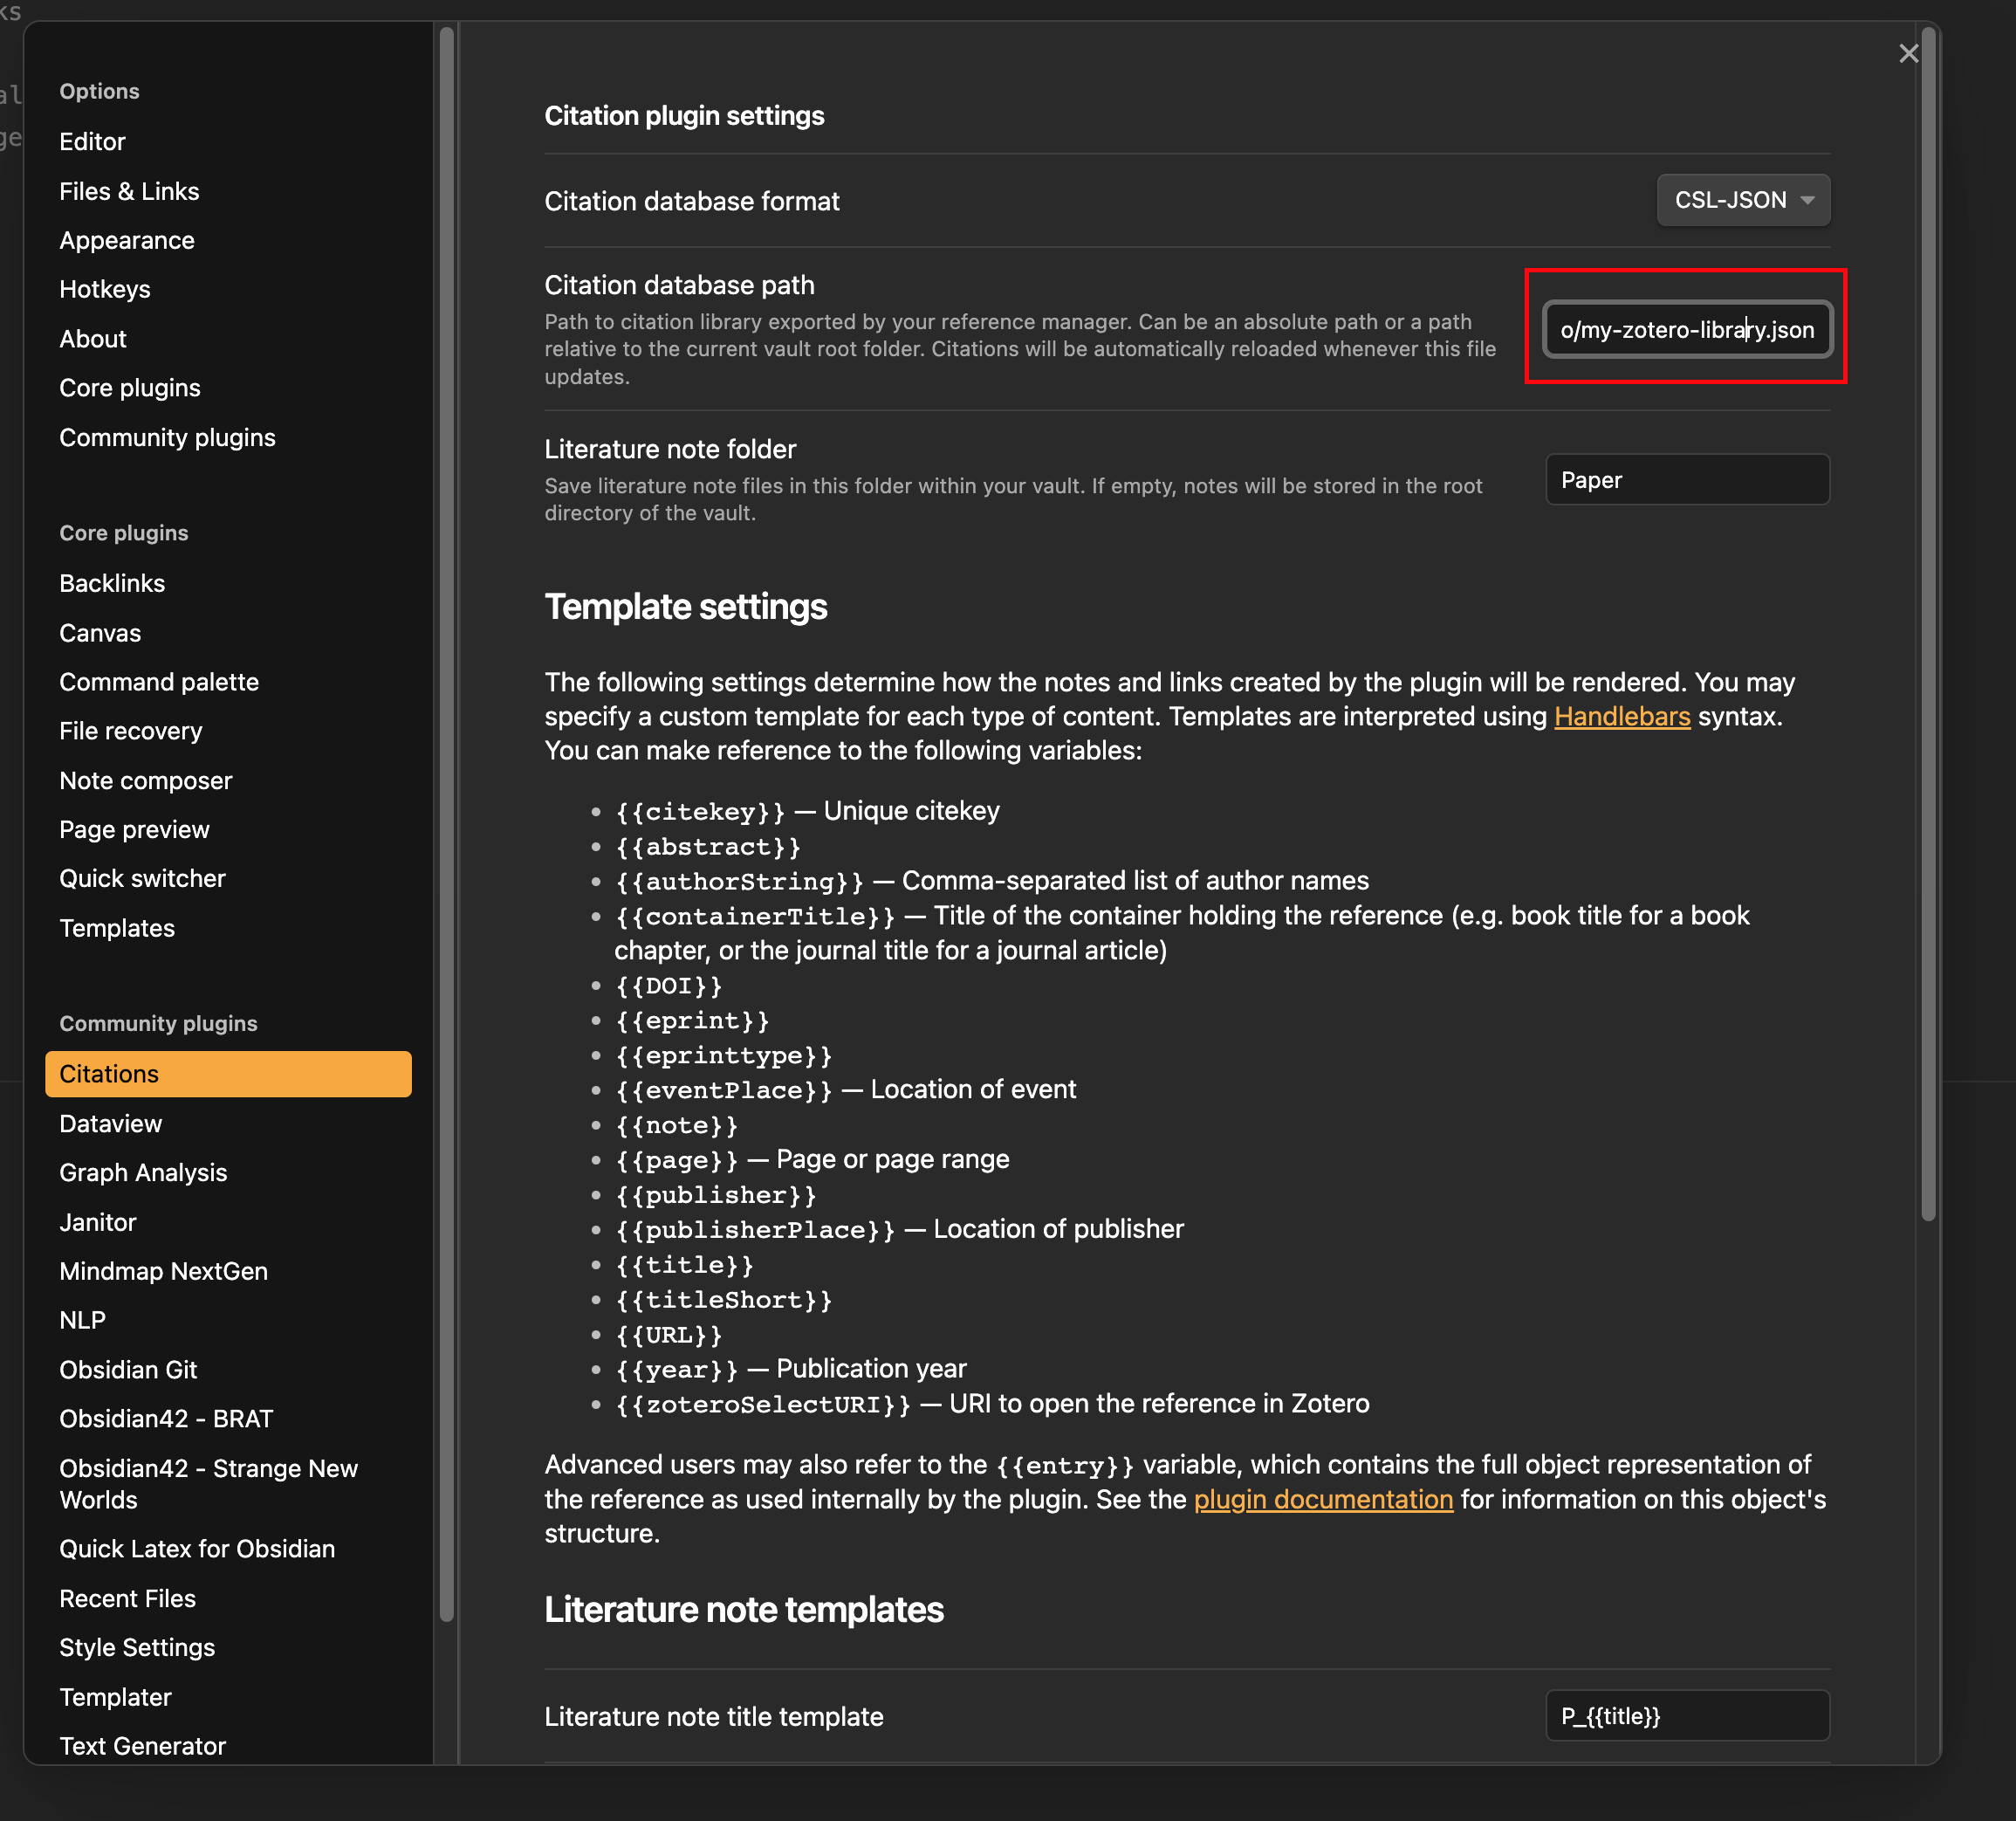 ks
al
ge
Options
Editor
Files & Links
Appearance
Hotkeys
About
Core plugins
Community plugins
Core plugins
Backlinks
Canvas
Command palette
File recovery
Note composer
Page preview
Quick switcher
Templates
Community plugins
Citations
Dataview
Graph Analysis
Janitor
Mindmap NextGen
NLP
Obsidian Git
Obsidian42 - BRAT
Obsidian42 - Strange New
Worlds
Quick Latex for Obsidian
Recent Files
Style Settings
Templater
Text Generator
Citation plugin settings
Citation database format
CSL-JSON
Citation database path
Path to citation library exported by your reference manager. Can be an absolute path or a path
relative to the current vault root folder. Citations will be automatically reloaded whenever this file
updates.
o/my-zotero-library.json
Literature note folder
Save literature note files in this folder within your vault. If empty, notes will be stored in the root
directory of the vault.
Paper
Template settings
The following settings determine how the notes and links created by the plugin will be rendered. You may
specify a custom template for each type of content. Templates are interpreted using Handlebars syntax.
You can make reference to the following variables:
• {{citekey}} — Unique citekey
• {{abstract}}
• {{authorString}} — Comma-separated list of author names
• {{containerTitle}} — Title of the container holding the reference (e.g. book title for a book
chapter, or the journal title for a journal article)
• {{DOI}}
• {{eprint}}
• {{eprinttype}}
• {{eventPlace}} — Location of event
• {{note}}
• {{page}} — Page or page range
• {{publisher}}
• {{publisherPlace}} — Location of publisher
• {{title}}
• {{titleShort}}
• {{URL}}
• {{year}} — Publication year
• {{zoteroSelectURI}} — URI to open the reference in Zotero
Advanced users may also refer to the {{entry}} variable, which contains the full object representation of
the reference as used internally by the plugin. See the plugin documentation for information on this object's
structure.
Literature note templates
Literature note title template
P_{{title}}